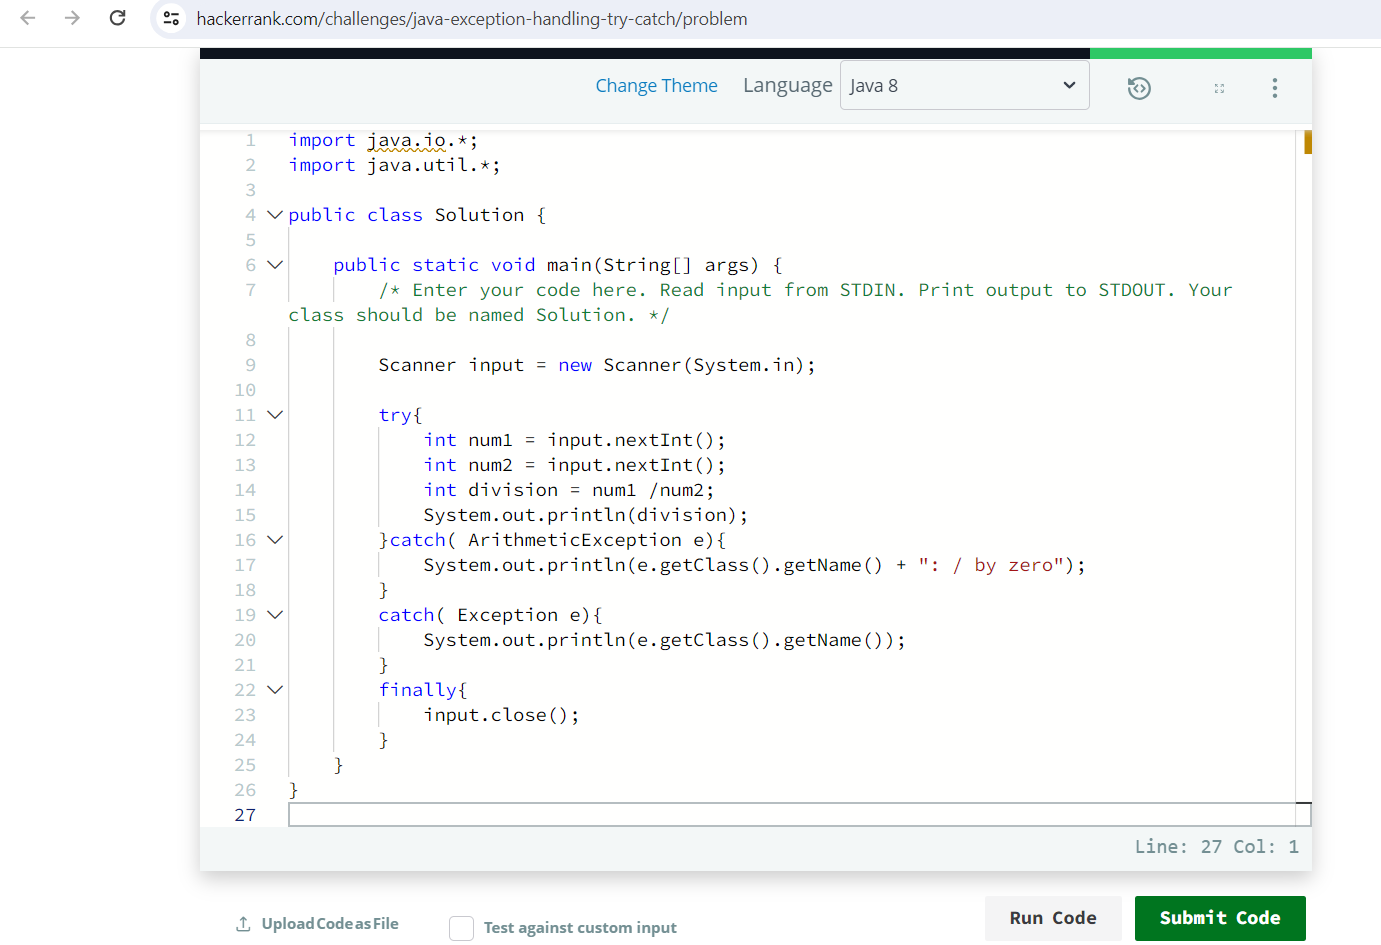 hackerrank.com/challenges/java-exception-handling-try-catch/problem
Change Theme Language Java 8
1 import java.io.*;
2 import java.util.*;
3
4 public class Solution {
5
6 public static void main(String[] args) {
7 /* Enter your code here. Read input from STDIN. Print output to STDOUT. Your
class should be named Solution. */
8
9 Scanner input = new Scanner(System.in);
10
11 try{
12 int num1 = input.nextInt();
13 int num2 = input.nextInt();
14 int division = num1 /num2;
15 System.out.println(division);
16 }catch( ArithmeticException e){
17 System.out.println(e.getClass().getName() + ": / by zero");
18 }
19 catch( Exception e){
20 System.out.println(e.getClass().getName());
21 }
22 finally{
23 input.close();
24 }
25 }
26 }
27
Line: 27 Col: 1
Upload Code as File Test against custom input Run Code Submit Code